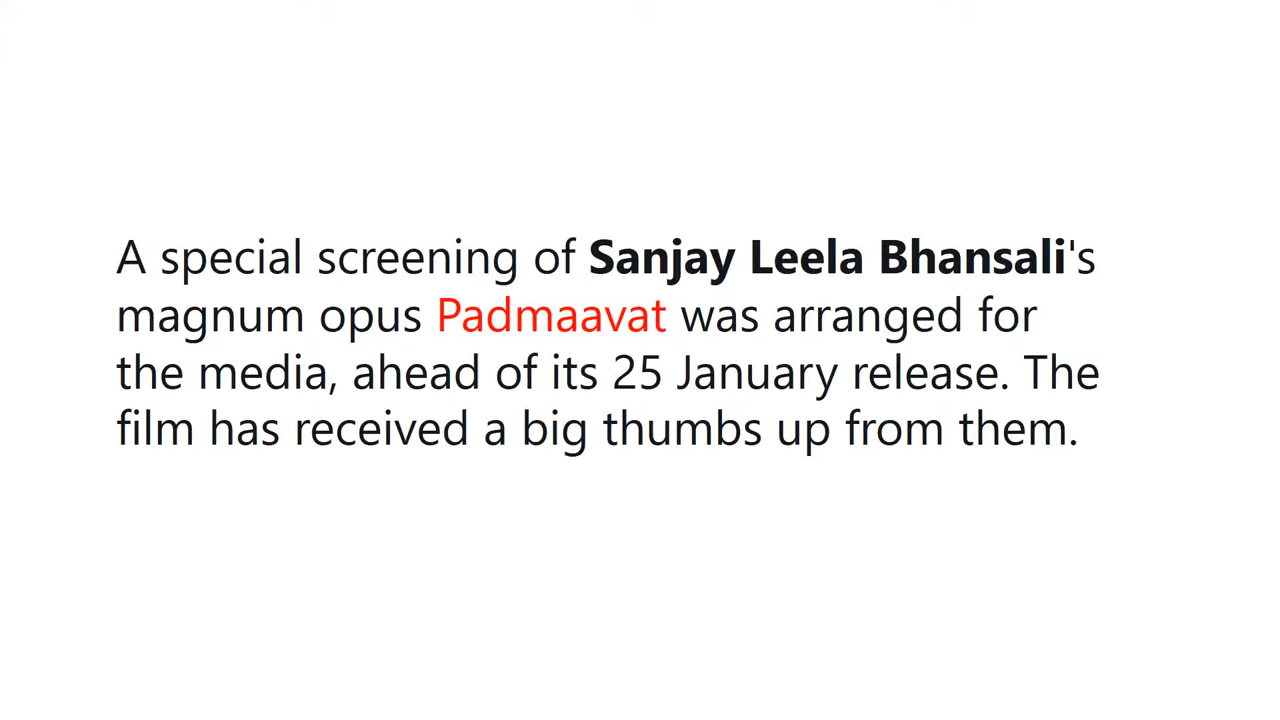 A special screening of Sanjay Leela Bhansali's
magnum opus Padmaavat was arranged for
the media, ahead of its 25 January release. The
film has received a big thumbs up from them.